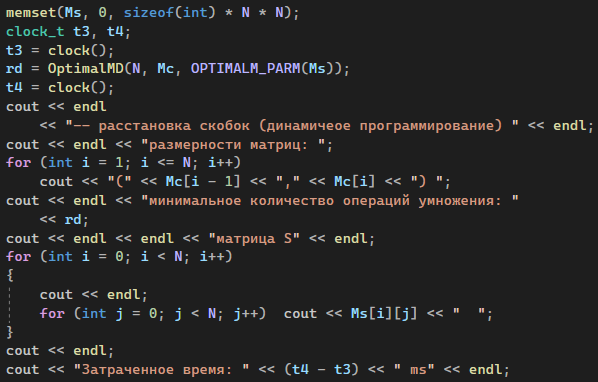 memset(Ms, 0, sizeof(int) * N * N);
clock_t t3, t4;
t3 = clock();
rd = OptimalMD(N, Mc, OPTIMALM_PARM(Ms));
t4 = clock();
cout << endl
    << "-- расстановка скобок (динамичеое программирование) " << endl;
cout << endl << "размерности матриц: ";
for (int i = 1; i <= N; i++)
    cout << "(" << Mc[i - 1] << "," << Mc[i] << ") ";
cout << endl << "минимальное количество операций умножения: "
    << rd;
cout << endl << endl << "матрица S" << endl;
for (int i = 0; i < N; i++)
{
    cout << endl;
    for (int j = 0; j < N; j++)  cout << Ms[i][j] << "  ";
}
cout << endl;
cout << "Затраченное время: " << (t4 - t3) << " ms" << endl;